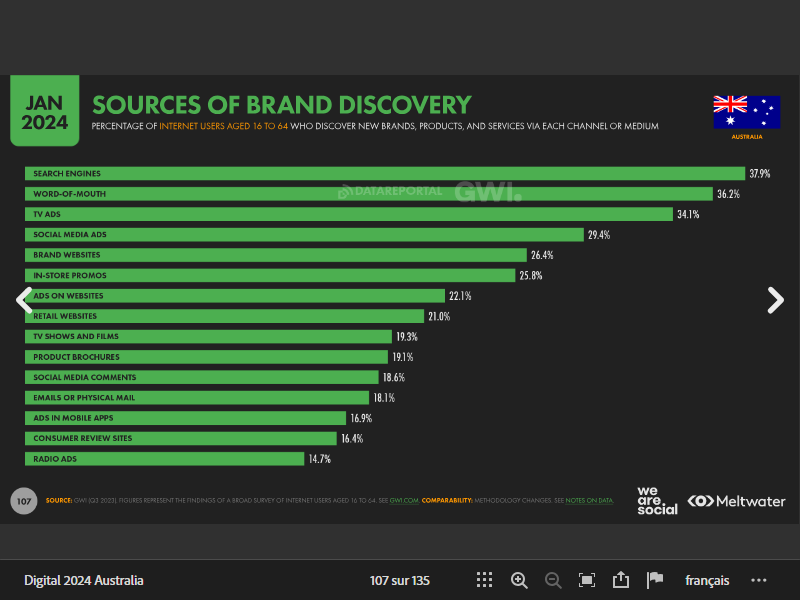 JAN
2024
SOURCES OF BRAND DISCOVERY
PERCENTAGE OF INTERNET USERS AGED 16 TO 64 WHO DISCOVER NEW BRANDS, PRODUCTS, AND SERVICES VIA EACH CHANNEL OR MEDIUM
AUSTRALIA
SEARCH ENGINES 37.9%
WORD-OF-MOUTH 36.2%
DATAREPORTAL GWI.
TV ADS 34.1%
SOCIAL MEDIA ADS 29.4%
BRAND WEBSITES 26.4%
IN-STORE PROMOS 25.8%
ADS ON WEBSITES 22.1%
RETAIL WEBSITES 21.0%
TV SHOWS AND FILMS 19.3%
PRODUCT BROCHURES 19.1%
SOCIAL MEDIA COMMENTS 18.6%
EMAILS OR PHYSICAL MAIL 18.1%
ADS IN MOBILE APPS 16.9%
CONSUMER REVIEW SITES 16.4%
RADIO ADS 14.7%
107
SOURCE: GWI (Q3 2023). FIGURES REPRESENT THE FINDINGS OF A BROAD SURVEY OF INTERNET USERS AGED 16 TO 64. SEE GWI.COM. COMPARABILITY: METHODOLOGY CHANGES. SEE NOTES ON DATA.
we
are.
social
Meltwater
Digital 2024 Australia
107 sur 135
français